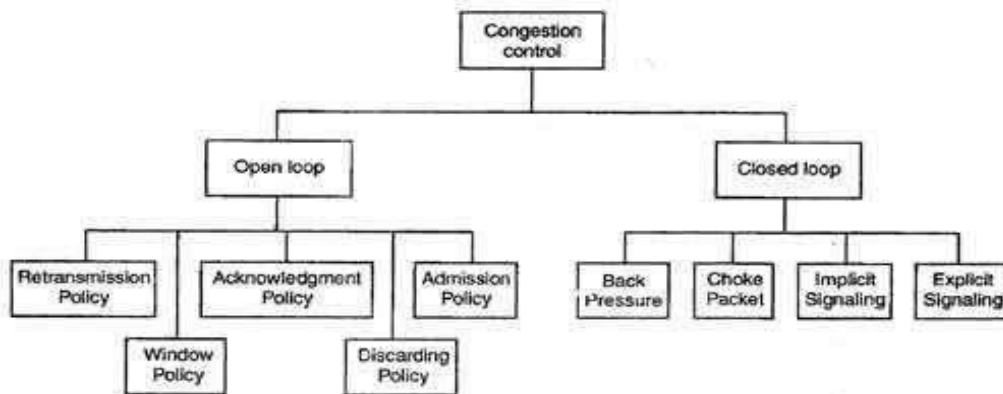 Congestion
control
Open loop
Closed loop
Retransmission
Policy
Acknowledgment
Policy
Admission
Policy
Back
Pressure
Choke
Packet
Implicit
Signaling
Explicit
Signaling
Window
Policy
Discarding
Policy